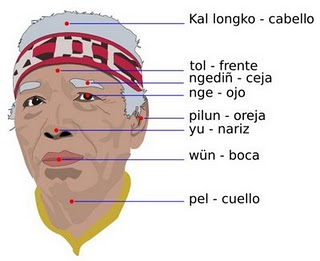 Kal longko - cabello
tol - frente
ngediñ - ceja
nge - ojo
pilun - oreja
yu - nariz
wün - boca
pel - cuello